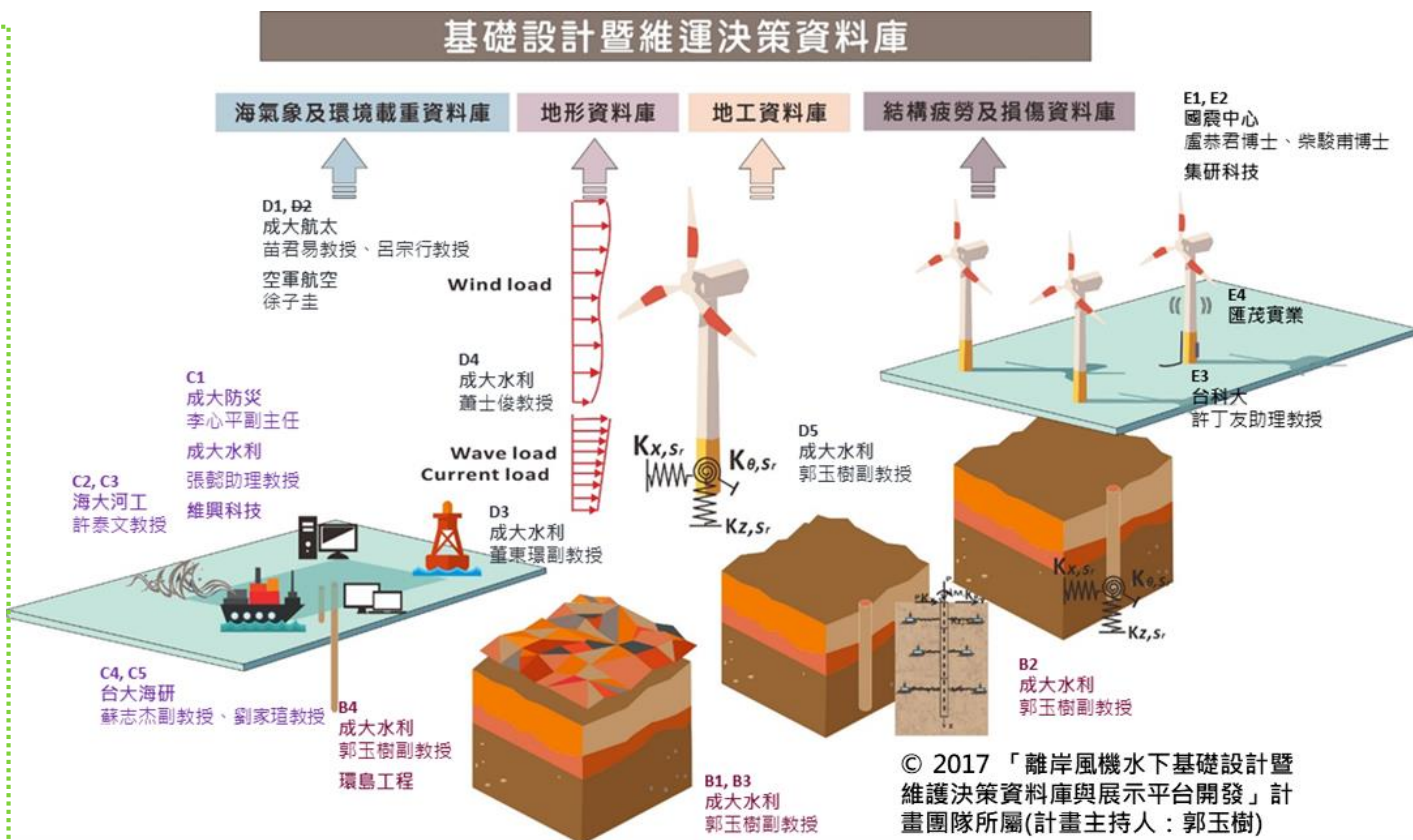 基礎設計暨維運決策資料庫
海氣象及環境載重資料庫
地形資料庫
地工資料庫
結構疲勞及損傷資料庫
E1, E2
國震中心
盧恭君博士、柴駿甫博士
集研科技
D1, D2
成大航太
苗君易教授、呂宗行教授
空軍航空
徐子圭
Wind load
E4
匯茂實業
D4
成大水利
蕭士俊教授
C1
成大防災
李心平副主任
成大水利
張懿助理教授
維興科技
E3
台科大
許丁友助理教授
Wave load
Current load
Kx,sr
Kθ,sr
Kz,sr
D5
成大水利
郭玉樹副教授
C2, C3
海大河工
許泰文教授
D3
成大水利
董東璟副教授
Kx,sr
Kθ,sr
Kz,sr
C4, C5
台大海研
蘇志杰副教授、劉家瑄教授
B4
成大水利
郭玉樹副教授
環島工程
B2
成大水利
郭玉樹副教授
B1, B3
成大水利
郭玉樹副教授
© 2017 「離岸風機水下基礎設計暨
維護決策資料庫與展示平台開發」計
畫團隊所屬(計畫主持人：郭玉樹)